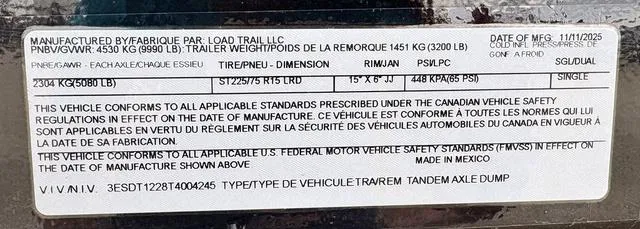 MANUFACTURED BY/FABRIQUE PAR: LOAD TRAIL LLC DATE OF MFG. 11/11/2025
PNBV/GVWR: 4530 KG (9990 LB): TRAILER WEIGHT/POIDS DE LA REMORQUE 1451 KG (3200 LB) COLD INFL. PRESS/PRESS. DE GONF. A FROID
PNBE/GAWR - EACH AXLE/CHAQUE ESSIEU TIRE/PNEU - DIMENSION RIM/JAN PSI/LPC SGL/DUAL
2304 KG(5080 LB) ST225/75 R15 LRD 15" X 6" JJ 448 KPA(65 PSI) SINGLE
THIS VEHICLE CONFORMS TO ALL APPLICABLE STANDARDS PRESCRIBED UNDER THE CANADIAN VEHICLE SAFETY
REGULATIONS IN EFFECT ON THE DATE OF MANUFACTURE. CE VÉHICULE EST CONFORME À TOUTES LES NORMES QUI
SONT APPLICABLES EN VERTU DU RÈGLEMENT SUR LA SÉCURITÉ DES VÉHICULES AUTOMOBILES DU CANADA EN VIGUEUR À
LA DATE DE SA FABRICATION.
THIS VEHICLE CONFORMS TO ALL APPLICABLE U.S. FEDERAL MOTOR VEHICLE SAFETY STANDARDS (FMVSS) IN EFFECT ON
THE DATE OF MANUFACTURE SHOWN ABOVE MADE IN MEXICO
V.I.V/N.I.V. 3ESDT1228T4004245 TYPE/TYPE DE VEHICULE TRA/REM TANDEM AXLE DUMP